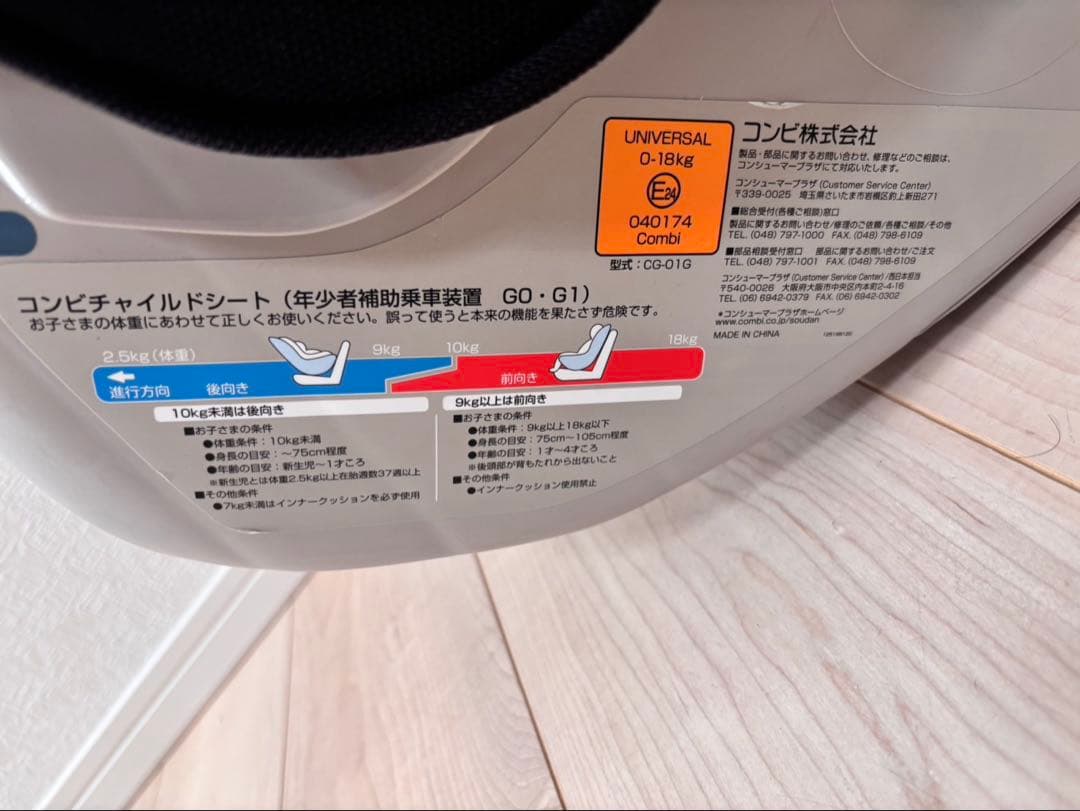 UNIVERSAL
0-18kg
E24
040174
Combi
型式：CG-01G
コンビ株式会社
製品・部品に関するお問い合わせ、修理などのご相談は、
コンシューマープラザにて対応いたします。
コンシューマープラザ (Customer Service Center)
〒339-0025 埼玉県さいたま市岩槻区釣上新田271
■総合受付(各種ご相談)窓口
製品に関するお問い合わせ/修理のご依頼/各種ご相談/その他
TEL. (048) 797-1000 FAX. (048) 798-6109
■部品相談受付窓口 部品に関するお問い合わせ/ご注文
TEL. (048) 797-1001 FAX. (048) 798-6109
コンシューマープラザ (Customer Service Center) /西日本担当
〒540-0026 大阪府大阪市中央区内本町2-4-16
TEL. (06) 6942-0379 FAX. (06) 6942-0302
＊コンシューマープラザホームページ
www.combi.co.jp/soudan
MADE IN CHINA
コンビチャイルドシート（年少者補助乗車装置 G0・G1）
お子さまの体重にあわせて正しくお使いください。誤って使うと本来の機能を果たさず危険です。
2.5kg（体重） 9kg 10kg 18kg
進行方向 後向き 前向き
10kg未満は後向き
■お子さまの条件
●体重条件：10kg未満
●身長の目安：～75cm程度
●年齢の目安：新生児～1才ころ
※新生児とは体重2.5kg以上在胎週数37週以上
■その他条件
●7kg未満はインナークッションを必ず使用
9kg以上は前向き
■お子さまの条件
●体重条件：9kg以上18kg以下
●身長の目安：75cm～105cm程度
●年齢の目安：1才～4才ころ
※後頭部が背もたれから出ないこと
■その他条件
●インナークッション使用禁止